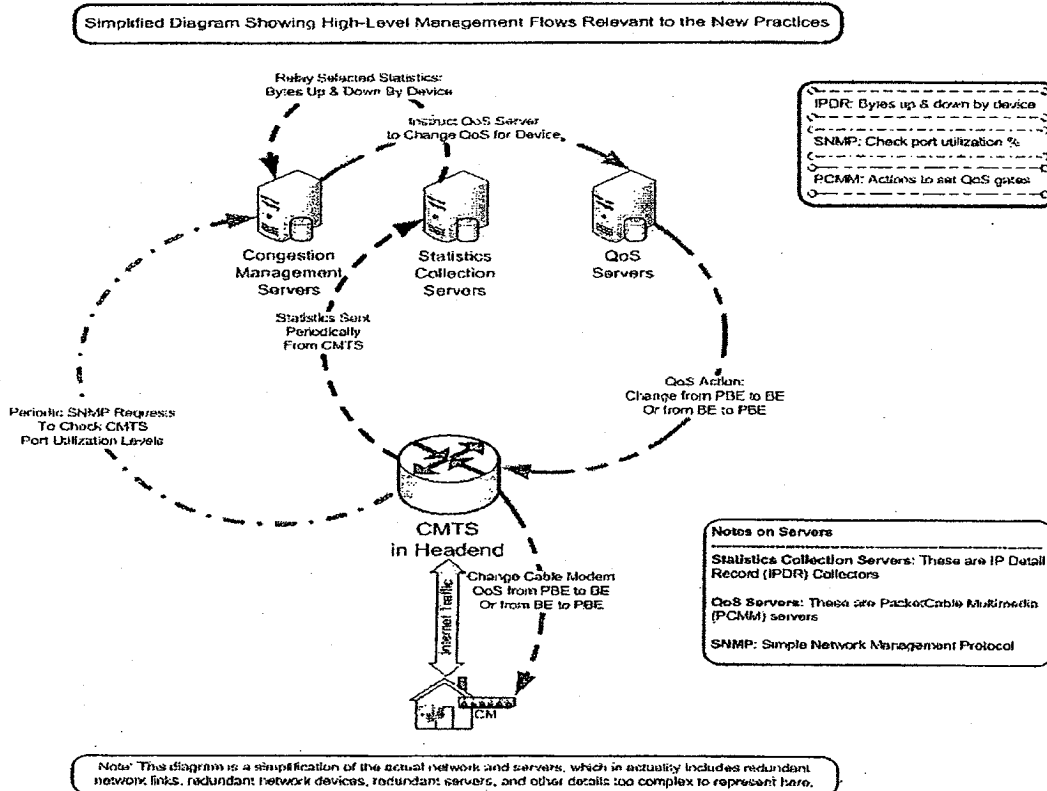 Simplified Diagram Showing High-Level Management Flows Relevant to the New Practices
Relay Selected Statistics:
Bytes Up & Down By Device
Instruct QoS Server
to Change QoS for Device
IPDR: Bytes up & down by device
SNMP: Check port utilization %
PCMM: Actions to set QoS gates
Congestion
Management
Servers
Statistics
Collection
Servers
QoS
Servers
Statistics Sent
Periodically
From CMTS
QoS Action:
Change from PBE to BE
Or from BE to PBE
Periodic SNMP Requests
To Check CMTS
Port Utilization Levels
CMTS
in Headend
Change Cable Modem
QoS from PBE to BE
Or from BE to PBE
Internet Traffic
CM
Notes on Servers
Statistics Collection Servers: These are IP Detail
Record (IPDR) Collectors
QoS Servers: These are PacketCable Multimedia
(PCMM) servers
SNMP: Simple Network Management Protocol
Note: This diagram is a simplification of the actual network and servers, which in actuality includes redundant
network links, redundant network devices, redundant servers, and other details too complex to represent here.